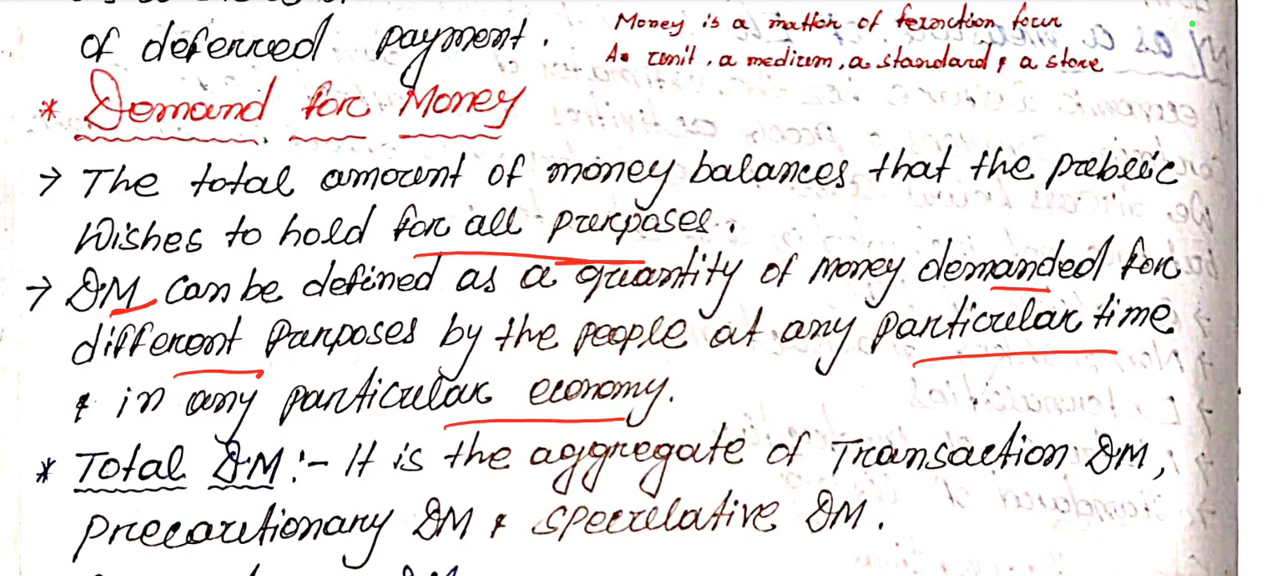 of deferred payment.
Money is a matter of function four
A unit, a medium, a standard & a store
* Demand for Money
→ The total amount of money balances that the public
Wishes to hold for all purposes.
→ DM can be defined as a quantity of money demanded for
different purposes by the people at any particular time
& in any particular economy.
* Total DM:- It is the aggregate of Transaction DM,
Precautionary DM & Speculative DM.